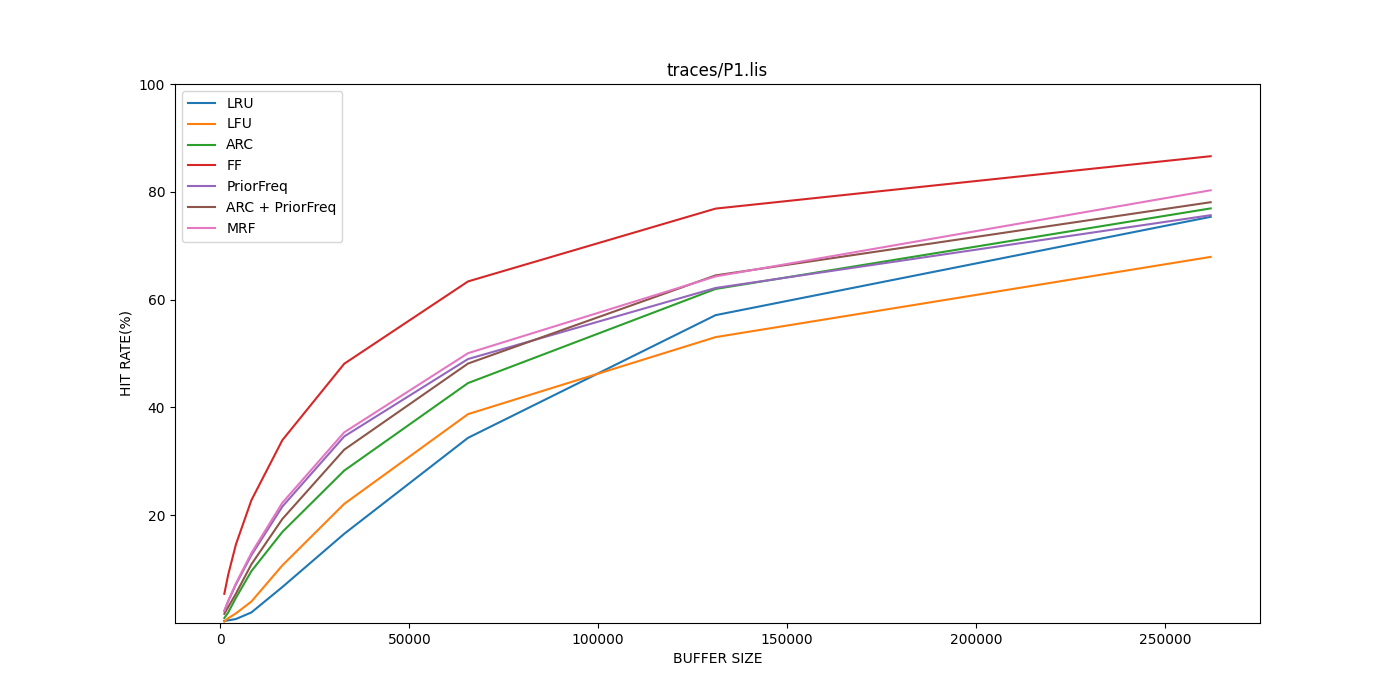 traces/P1.lis
100
80
60
40
20
HIT RATE(%)
LRU
LFU
ARC
FF
PriorFreq
ARC + PriorFreq
MRF
0
50000
100000
150000
200000
250000
BUFFER SIZE